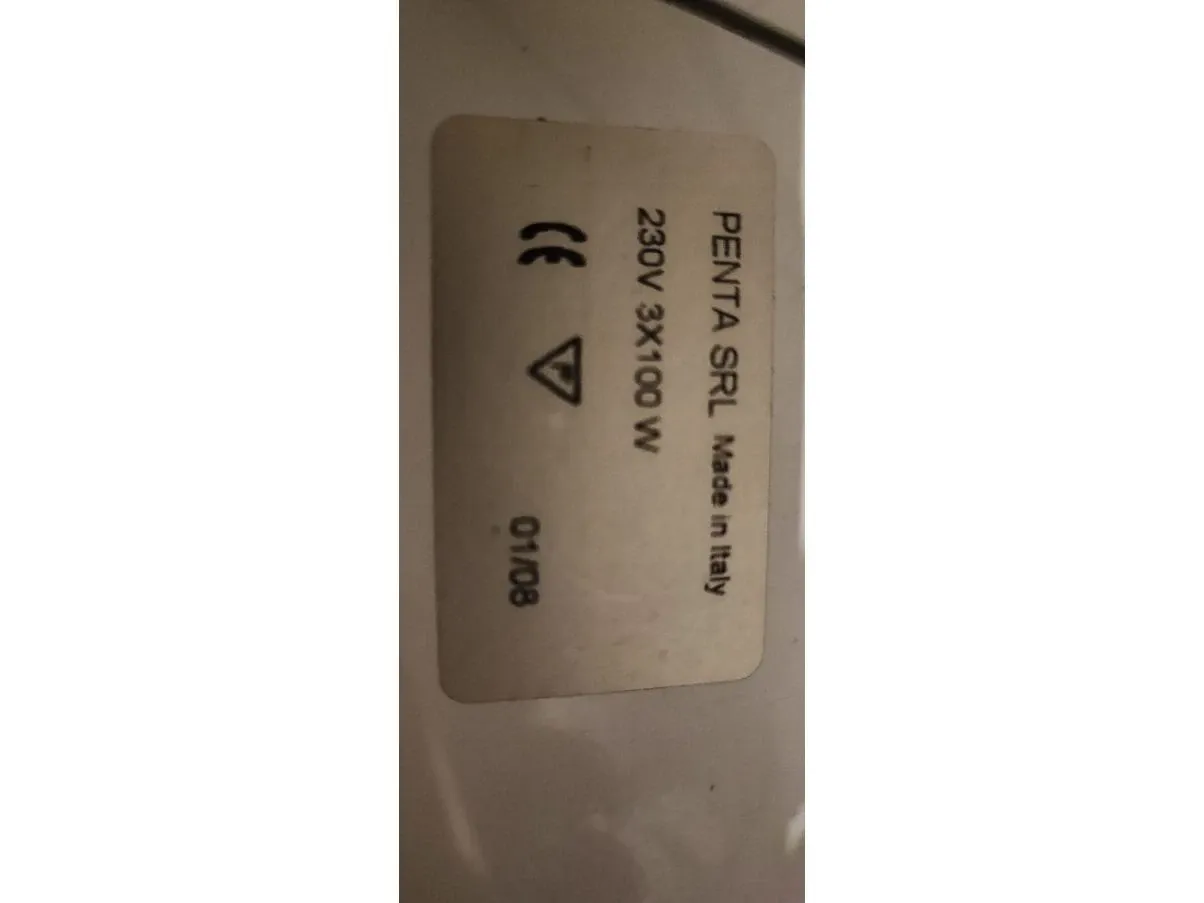 PENTA SRL Made in Italy
230V 3X100 W
CE
01/08